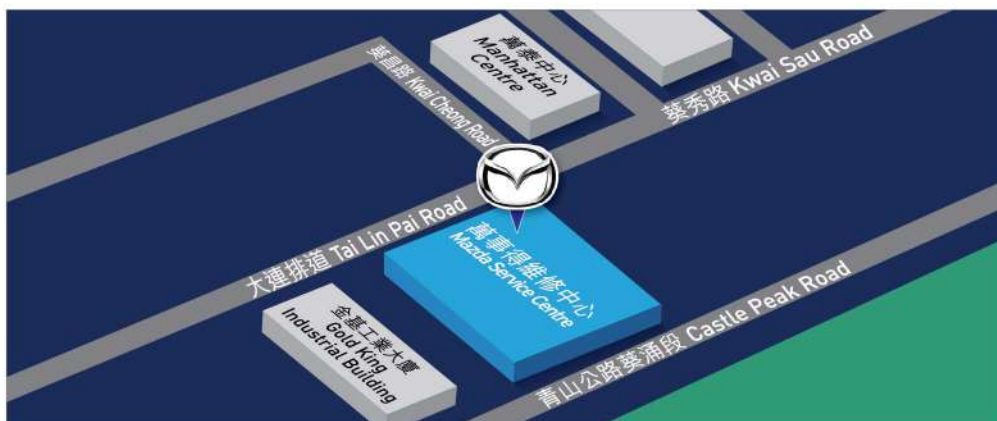 萬泰中心
Manhattan
Centre
葵昌路 Kwai Cheong Road
葵秀路 Kwai Sau Road
大連排道 Tai Lin Pai Road
萬事得維修中心
Mazda Service Centre
金基工業大廈
Gold King
Industrial Building
青山公路葵涌段 Castle Peak Road